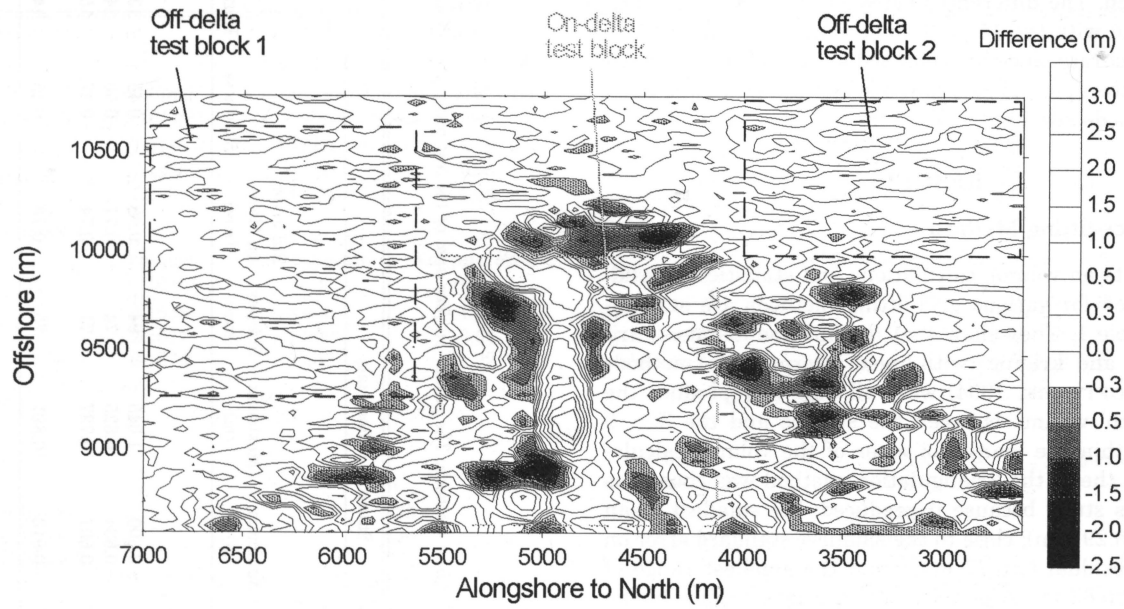 Off-delta
test block 1
On-delta
test block
Off-delta
test block 2
Difference (m)
3.0
2.5
2.0
1.5
1.0
0.5
0.3
0.0
-0.3
-0.5
-1.0
-1.5
-2.0
-2.5
Offshore (m)
10500
10000
9500
9000
7000 6500 6000 5500 5000 4500 4000 3500 3000
Alongshore to North (m)